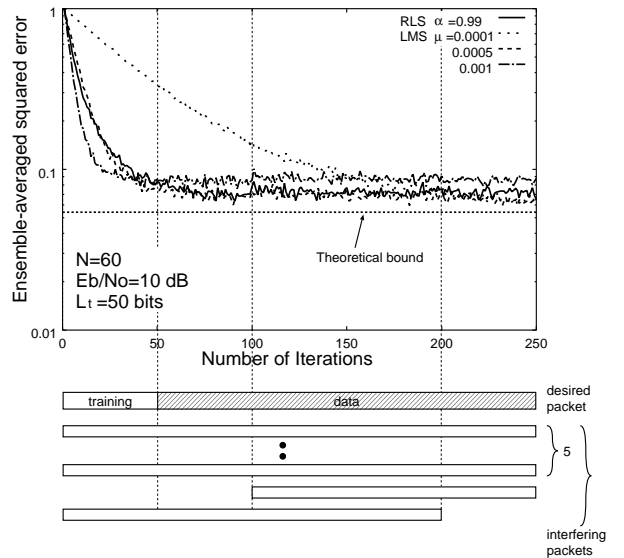 Ensemble-averaged squared error
1
0.1
0.01
RLS α =0.99
LMS μ =0.0001
0.0005
0.001
Theoretical bound
N=60
Eb/No=10 dB
Lt =50 bits
0 50 100 150 200 250
Number of Iterations
training data
desired
packet
5
interfering
packets